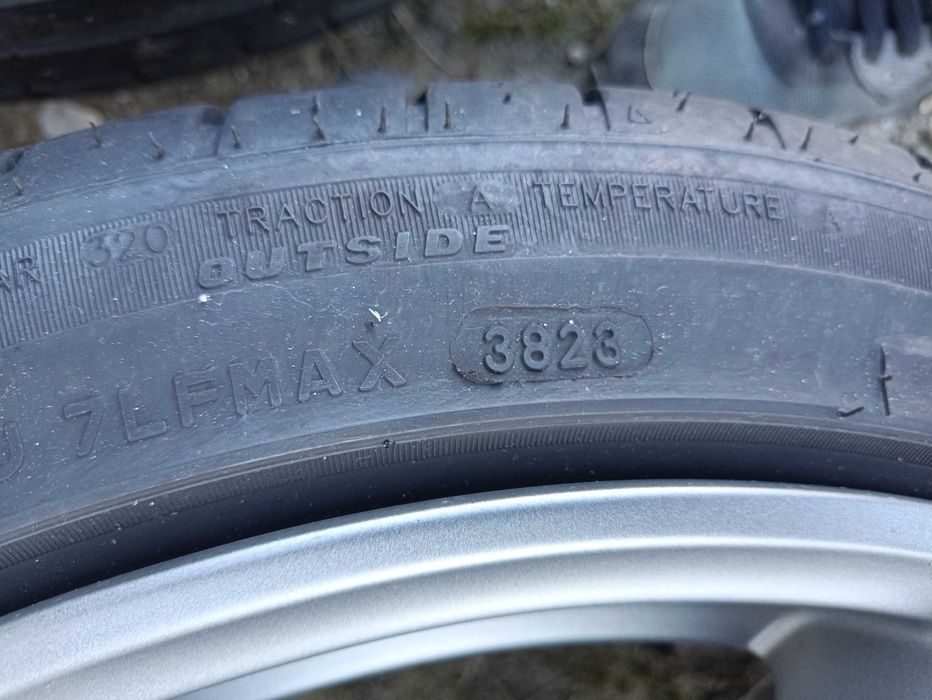 320 TRACTION A TEMPERATURE A
OUTSIDE
7LFMAX 3823